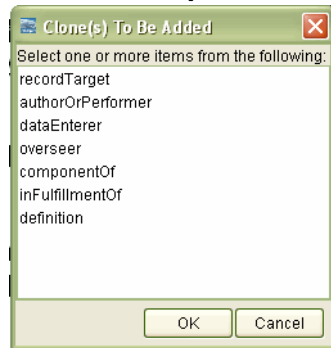 Clone(s) To Be Added
Select one or more items from the following:
recordTarget
authorOrPerformer
dataEnterer
overseer
componentOf
inFulfillmentOf
definition
OK Cancel